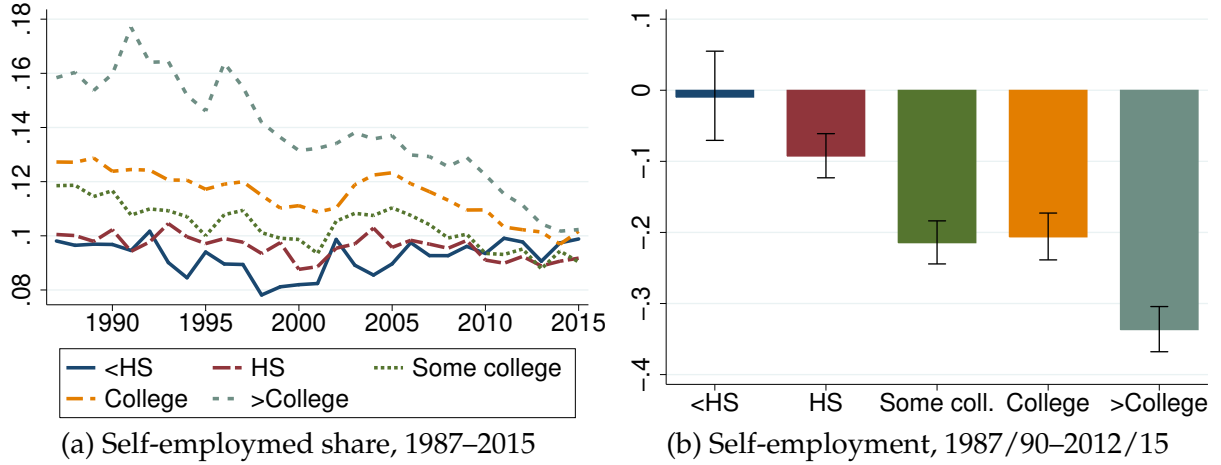 .18
.16
.14
.12
.1
.08
1990 1995 2000 2005 2010 2015
<HS HS Some college
College >College
(a) Self-employmed share, 1987–2015
.1
0
-.1
-.2
-.3
-.4
<HS HS Some coll. College >College
(b) Self-employment, 1987/90–2012/15